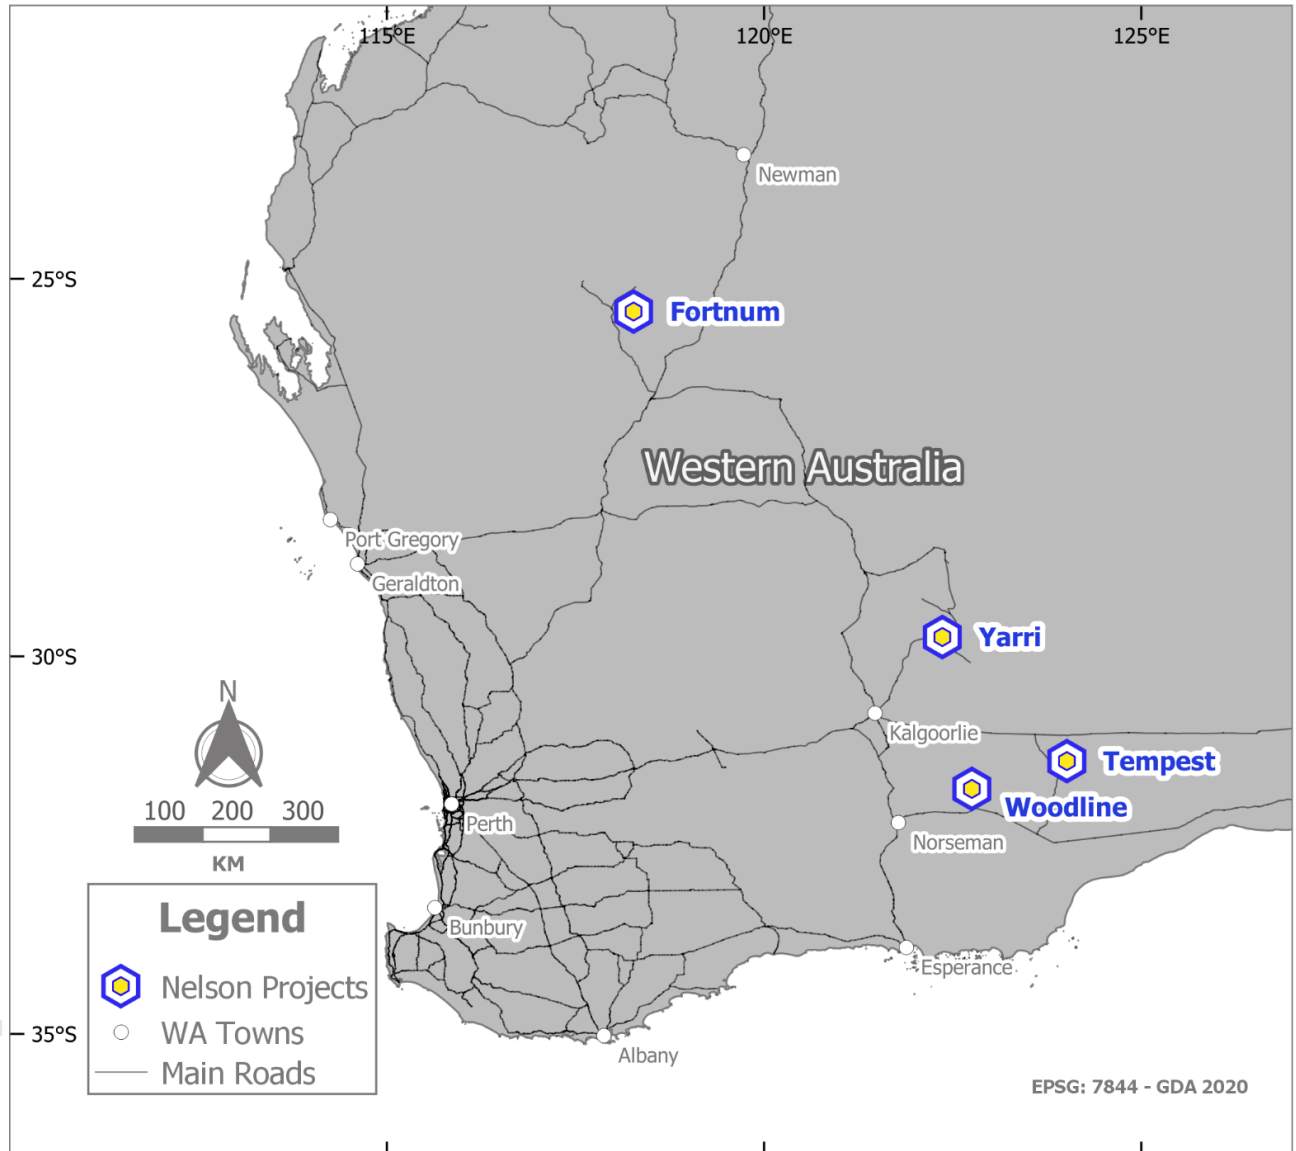 115°E
120°E
125°E
Newman
25°S
Fortnum
Western Australia
Port Gregory
Geraldton
Yarri
30°S
N
Kalgoorlie
Tempest
Woodline
100 200 300
KM
Perth
Norseman
Legend
Bunbury
Nelson Projects
Esperance
WA Towns
35°S
Albany
Main Roads
EPSG: 7844 - GDA 2020